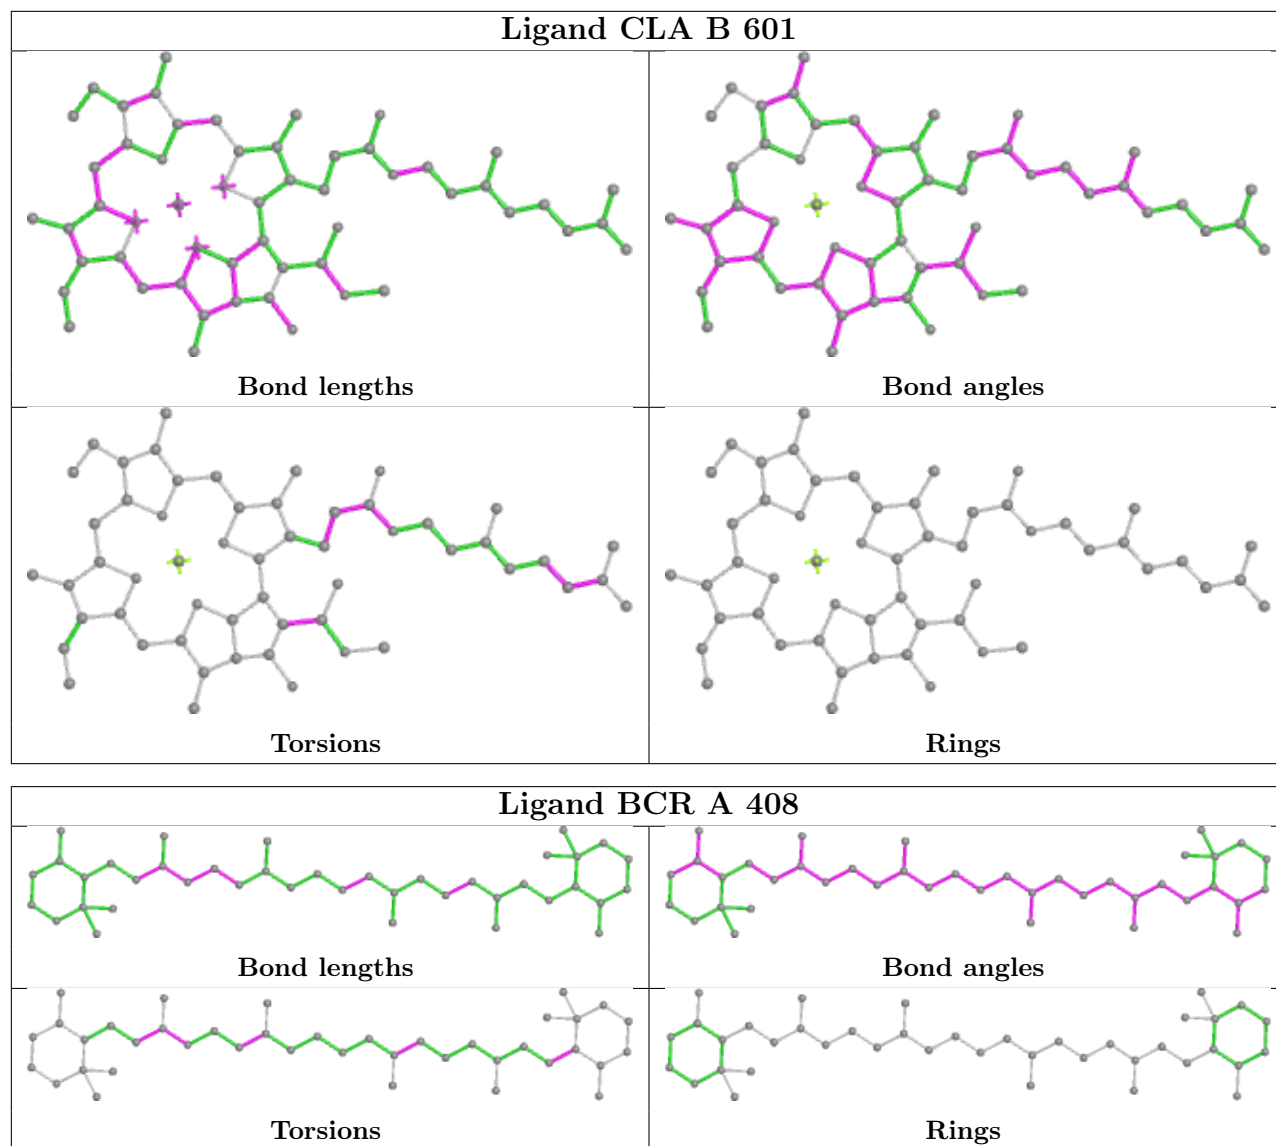 Ligand CLA B 601
Bond lengths
Bond angles
Torsions
Rings
Ligand BCR A 408
Bond lengths
Bond angles
Torsions
Rings